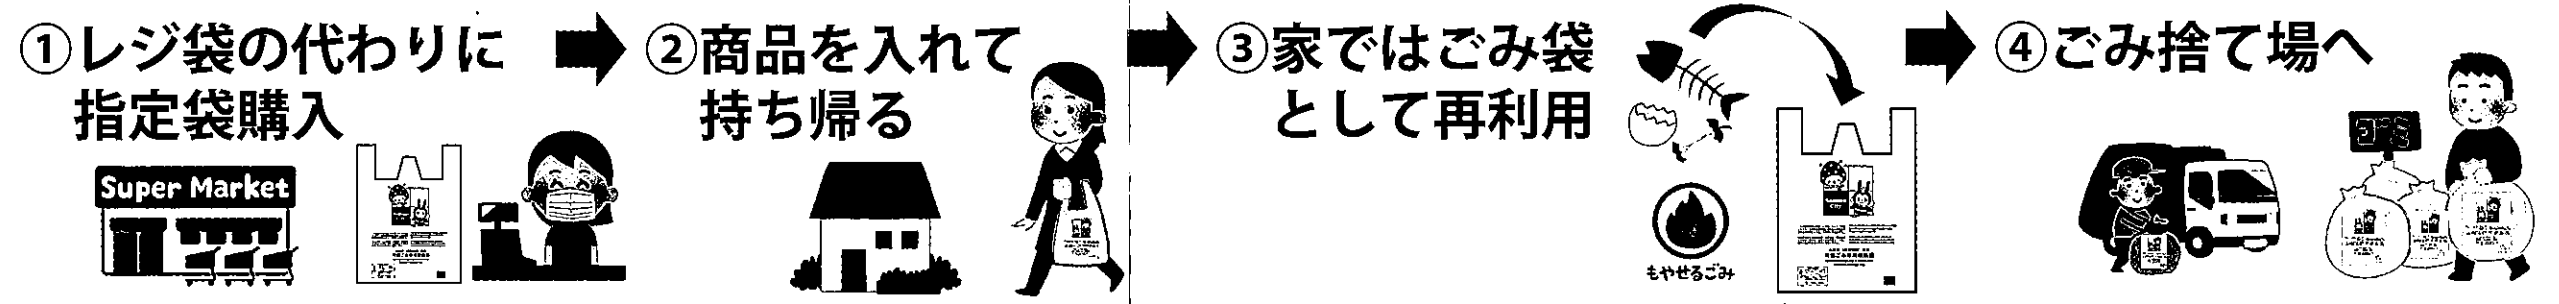 ①レジ袋の代わりに
指定袋購入
Super Market
②商品を入れて
持ち帰る
③家ではごみ袋
として再利用
もやせるごみ
④ごみ捨て場へ
ゴミ